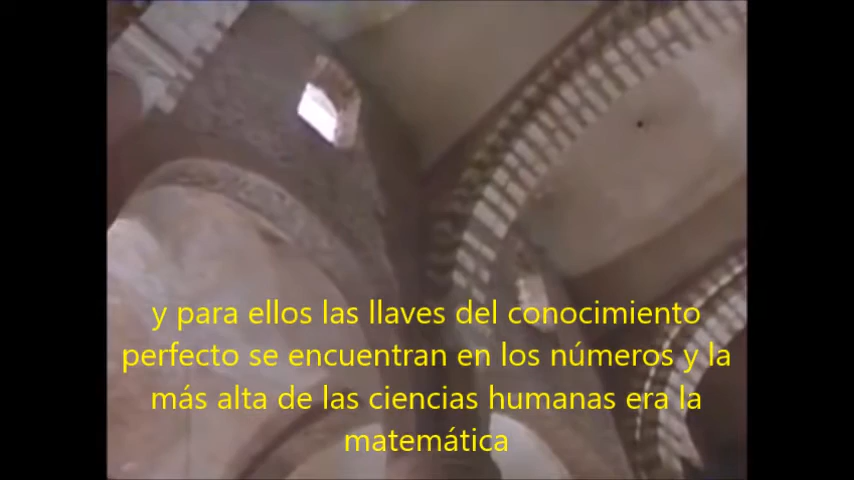 y para ellos las llaves del conocimiento
perfecto se encuentran en los números y la
más alta de las ciencias humanas era la
matemática